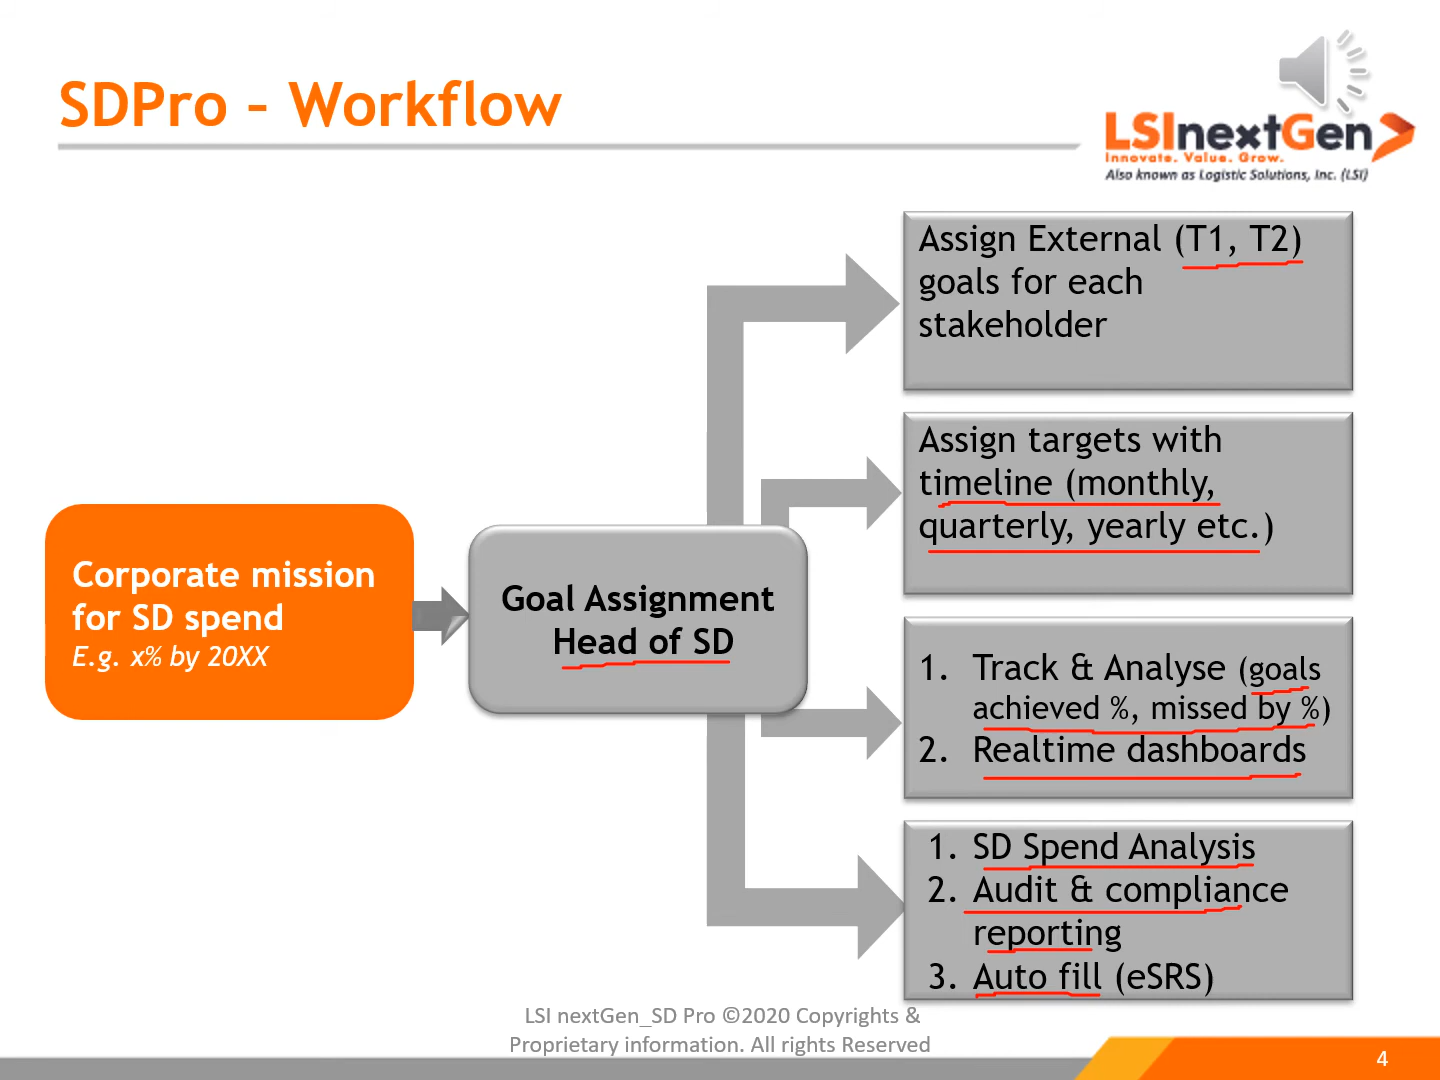 SDPro – Workflow
LSInextGen
Innovate. Value. Grow.
Also known as Logistic Solutions, Inc. (LSI)
Corporate mission
for SD spend
E.g. x% by 20XX
Goal Assignment
Head of SD
Assign External (T1, T2)
goals for each
stakeholder
Assign targets with
timeline (monthly,
quarterly, yearly etc.)
1. Track & Analyse (goals
achieved %, missed by %)
2. Realtime dashboards
1. SD Spend Analysis
2. Audit & compliance
reporting
3. Auto fill (eSRS)
LSI nextGen_SD Pro ©2020 Copyrights &
Proprietary information. All rights Reserved
4